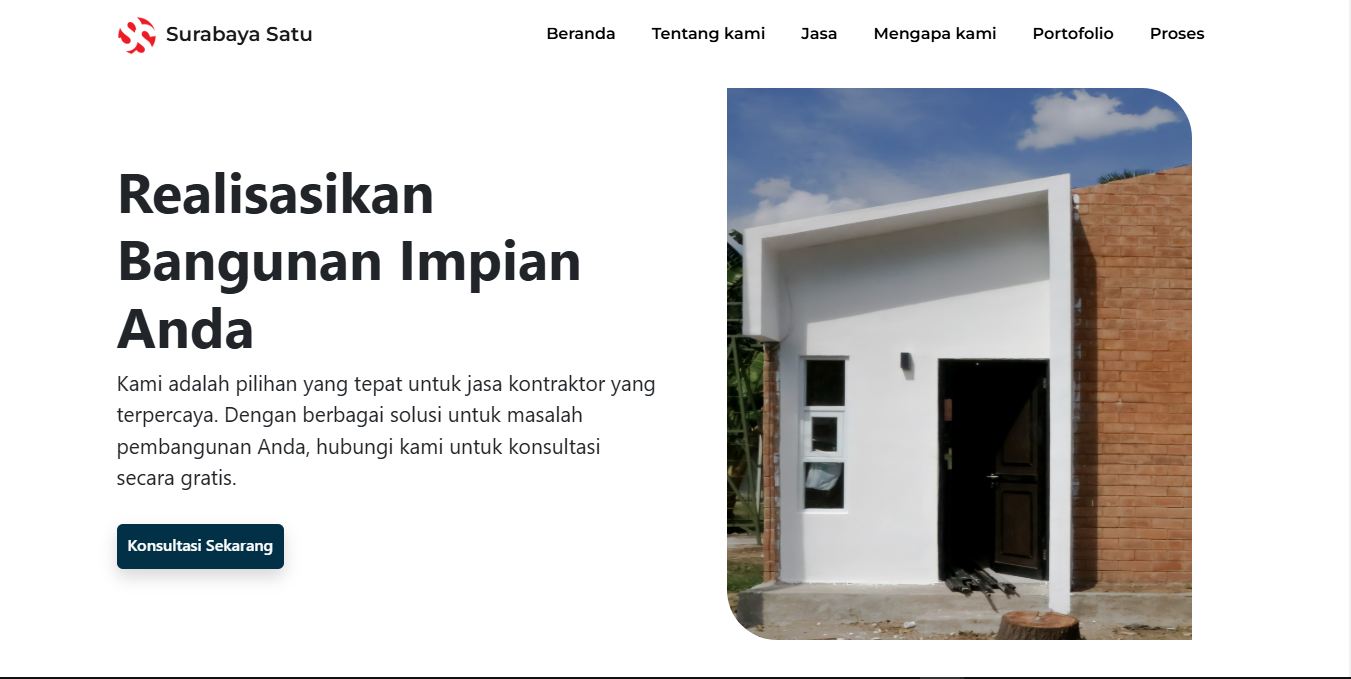 Surabaya Satu
Beranda Tentang kami Jasa Mengapa kami Portofolio Proses
Realisasikan
Bangunan Impian
Anda
Kami adalah pilihan yang tepat untuk jasa kontraktor yang
terpercaya. Dengan berbagai solusi untuk masalah
pembangunan Anda, hubungi kami untuk konsultasi
secara gratis.
Konsultasi Sekarang